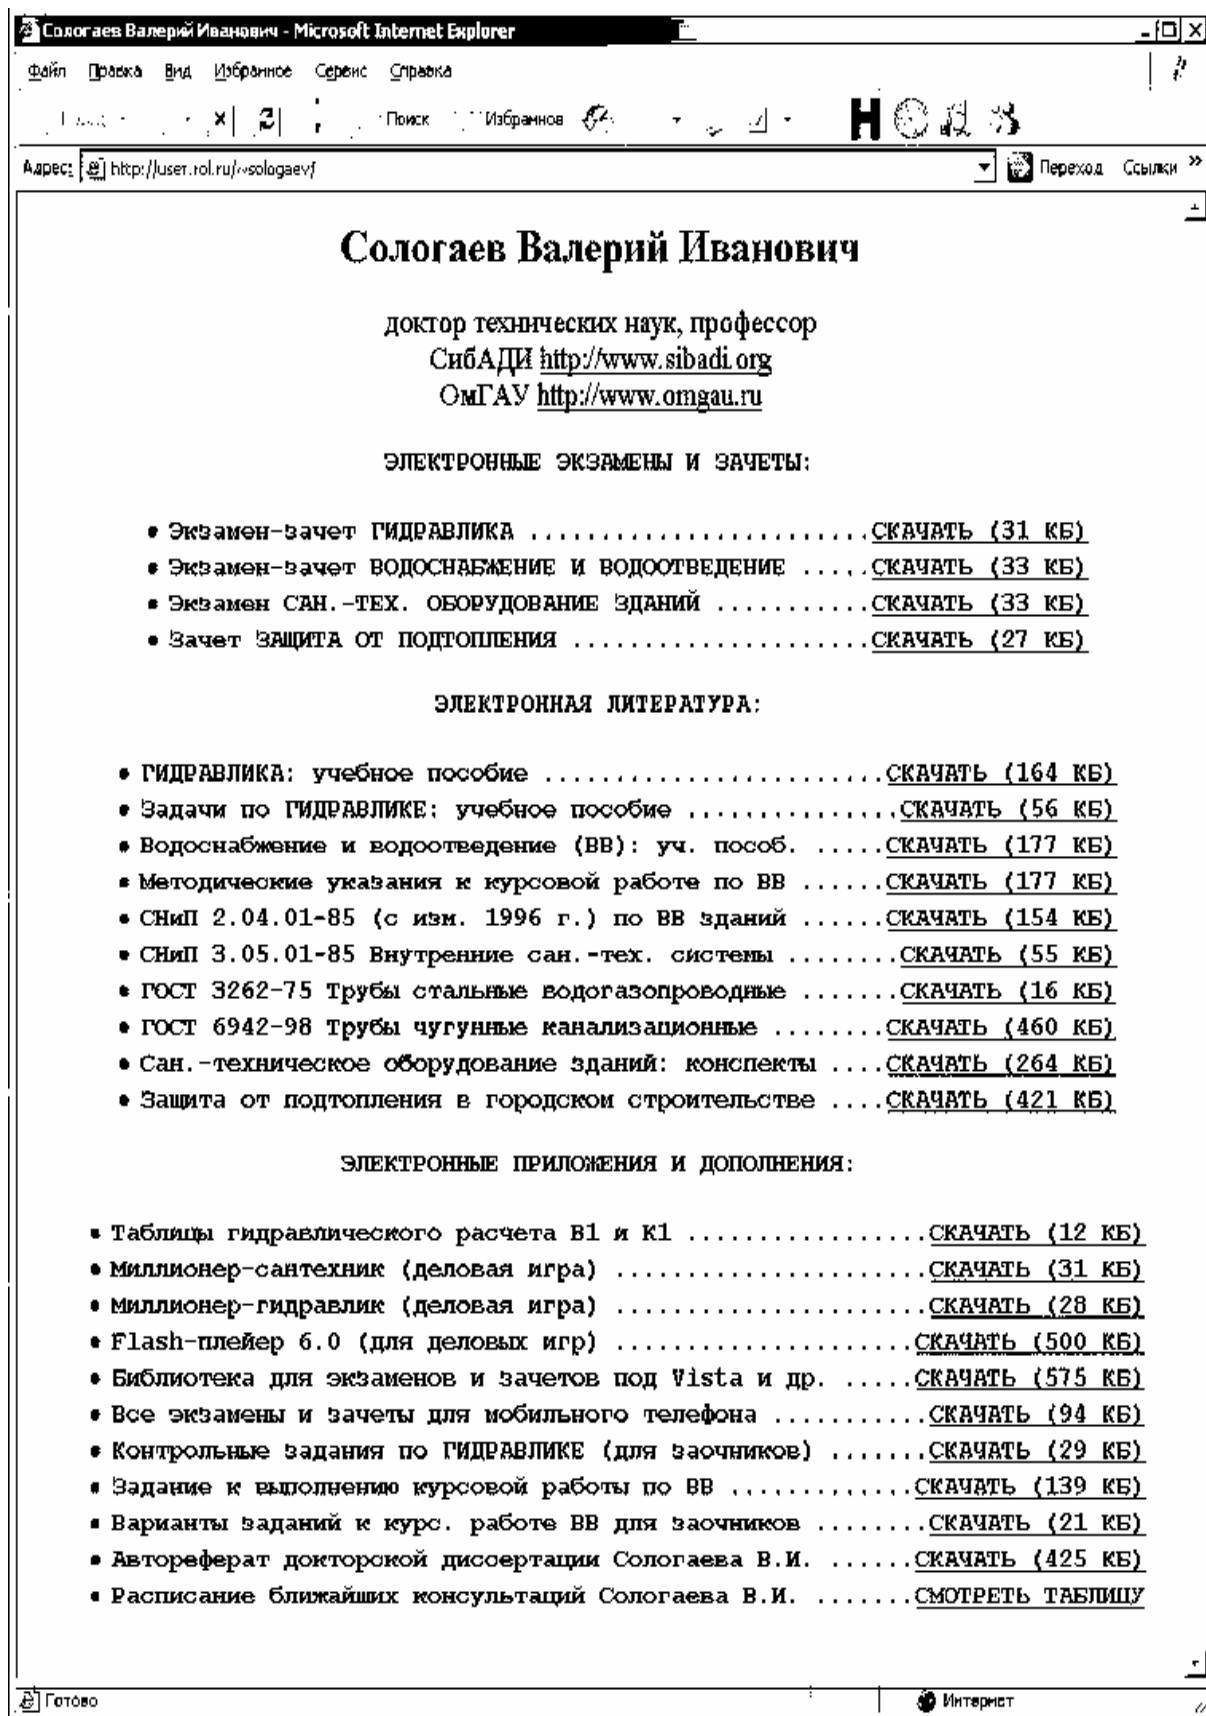 Сологаев Валерий Иванович - Microsoft Internet Explorer
Файл Правка Вид Избранное Сервис Справка
Поиск Избранное
Адрес: http://user.rol.ru/~sologaev/ Переход Ссылки »
Сологаев Валерий Иванович
доктор технических наук, профессор
СибАДИ http://www.sibadi.org
ОмГАУ http://www.omgau.ru
ЭЛЕКТРОННЫЕ ЭКЗАМЕНЫ И ЗАЧЕТЫ:
• Экзамен-зачет ГИДРАВЛИКА ........................СКАЧАТЬ (31 КБ)
• Экзамен-зачет ВОДОСНАБЖЕНИЕ И ВОДООТВЕДЕНИЕ .....СКАЧАТЬ (33 КБ)
• Экзамен САН.-ТЕХ. ОБОРУДОВАНИЕ ЗДАНИЙ ...........СКАЧАТЬ (33 КБ)
• Зачет ЗАЩИТА ОТ ПОДТОПЛЕНИЯ .....................СКАЧАТЬ (27 КБ)
ЭЛЕКТРОННАЯ ЛИТЕРАТУРА:
• ГИДРАВЛИКА: учебное пособие ........................СКАЧАТЬ (164 КБ)
• Задачи по ГИДРАВЛИКЕ: учебное пособие ...............СКАЧАТЬ (56 КБ)
• Водоснабжение и водоотведение (ВВ): уч. пособ. .....СКАЧАТЬ (177 КБ)
• Методические указания к курсовой работе по ВВ ......СКАЧАТЬ (177 КБ)
• СНиП 2.04.01-85 (с изм. 1996 г.) по ВВ зданий ......СКАЧАТЬ (154 КБ)
• СНиП 3.05.01-85 Внутренние сан.-тех. системы ........СКАЧАТЬ (55 КБ)
• ГОСТ 3262-75 Трубы стальные водогазопроводные .......СКАЧАТЬ (16 КБ)
• ГОСТ 6942-98 Трубы чугунные канализационные ........СКАЧАТЬ (460 КБ)
• Сан.-техническое оборудование зданий: конспекты ....СКАЧАТЬ (264 КБ)
• Защита от подтопления в городском строительстве ....СКАЧАТЬ (421 КБ)
ЭЛЕКТРОННЫЕ ПРИЛОЖЕНИЯ И ДОПОЛНЕНИЯ:
• Таблицы гидравлического расчета В1 и К1 .................СКАЧАТЬ (12 КБ)
• Миллионер-сантехник (деловая игра) ......................СКАЧАТЬ (31 КБ)
• Миллионер-гидравлик (деловая игра) ......................СКАЧАТЬ (28 КБ)
• Flash-плейер 6.0 (для деловых игр) .....................СКАЧАТЬ (500 КБ)
• Библиотека для экзаменов и зачетов под Vista и др. .....СКАЧАТЬ (575 КБ)
• Все экзамены и зачеты для мобильного телефона ...........СКАЧАТЬ (94 КБ)
• Контрольные задания по ГИДРАВЛИКЕ (для заочников) .......СКАЧАТЬ (29 КБ)
• Задание к выполнению курсовой работы по ВВ .............СКАЧАТЬ (139 КБ)
• Варианты заданий к курс. работе ВВ для заочников ........СКАЧАТЬ (21 КБ)
• Автореферат докторской диссертации Сологаева В.И. ......СКАЧАТЬ (425 КБ)
• Расписание ближайших консультаций Сологаева В.И. .......СМОТРЕТЬ ТАБЛИЦУ
Готово Интернет